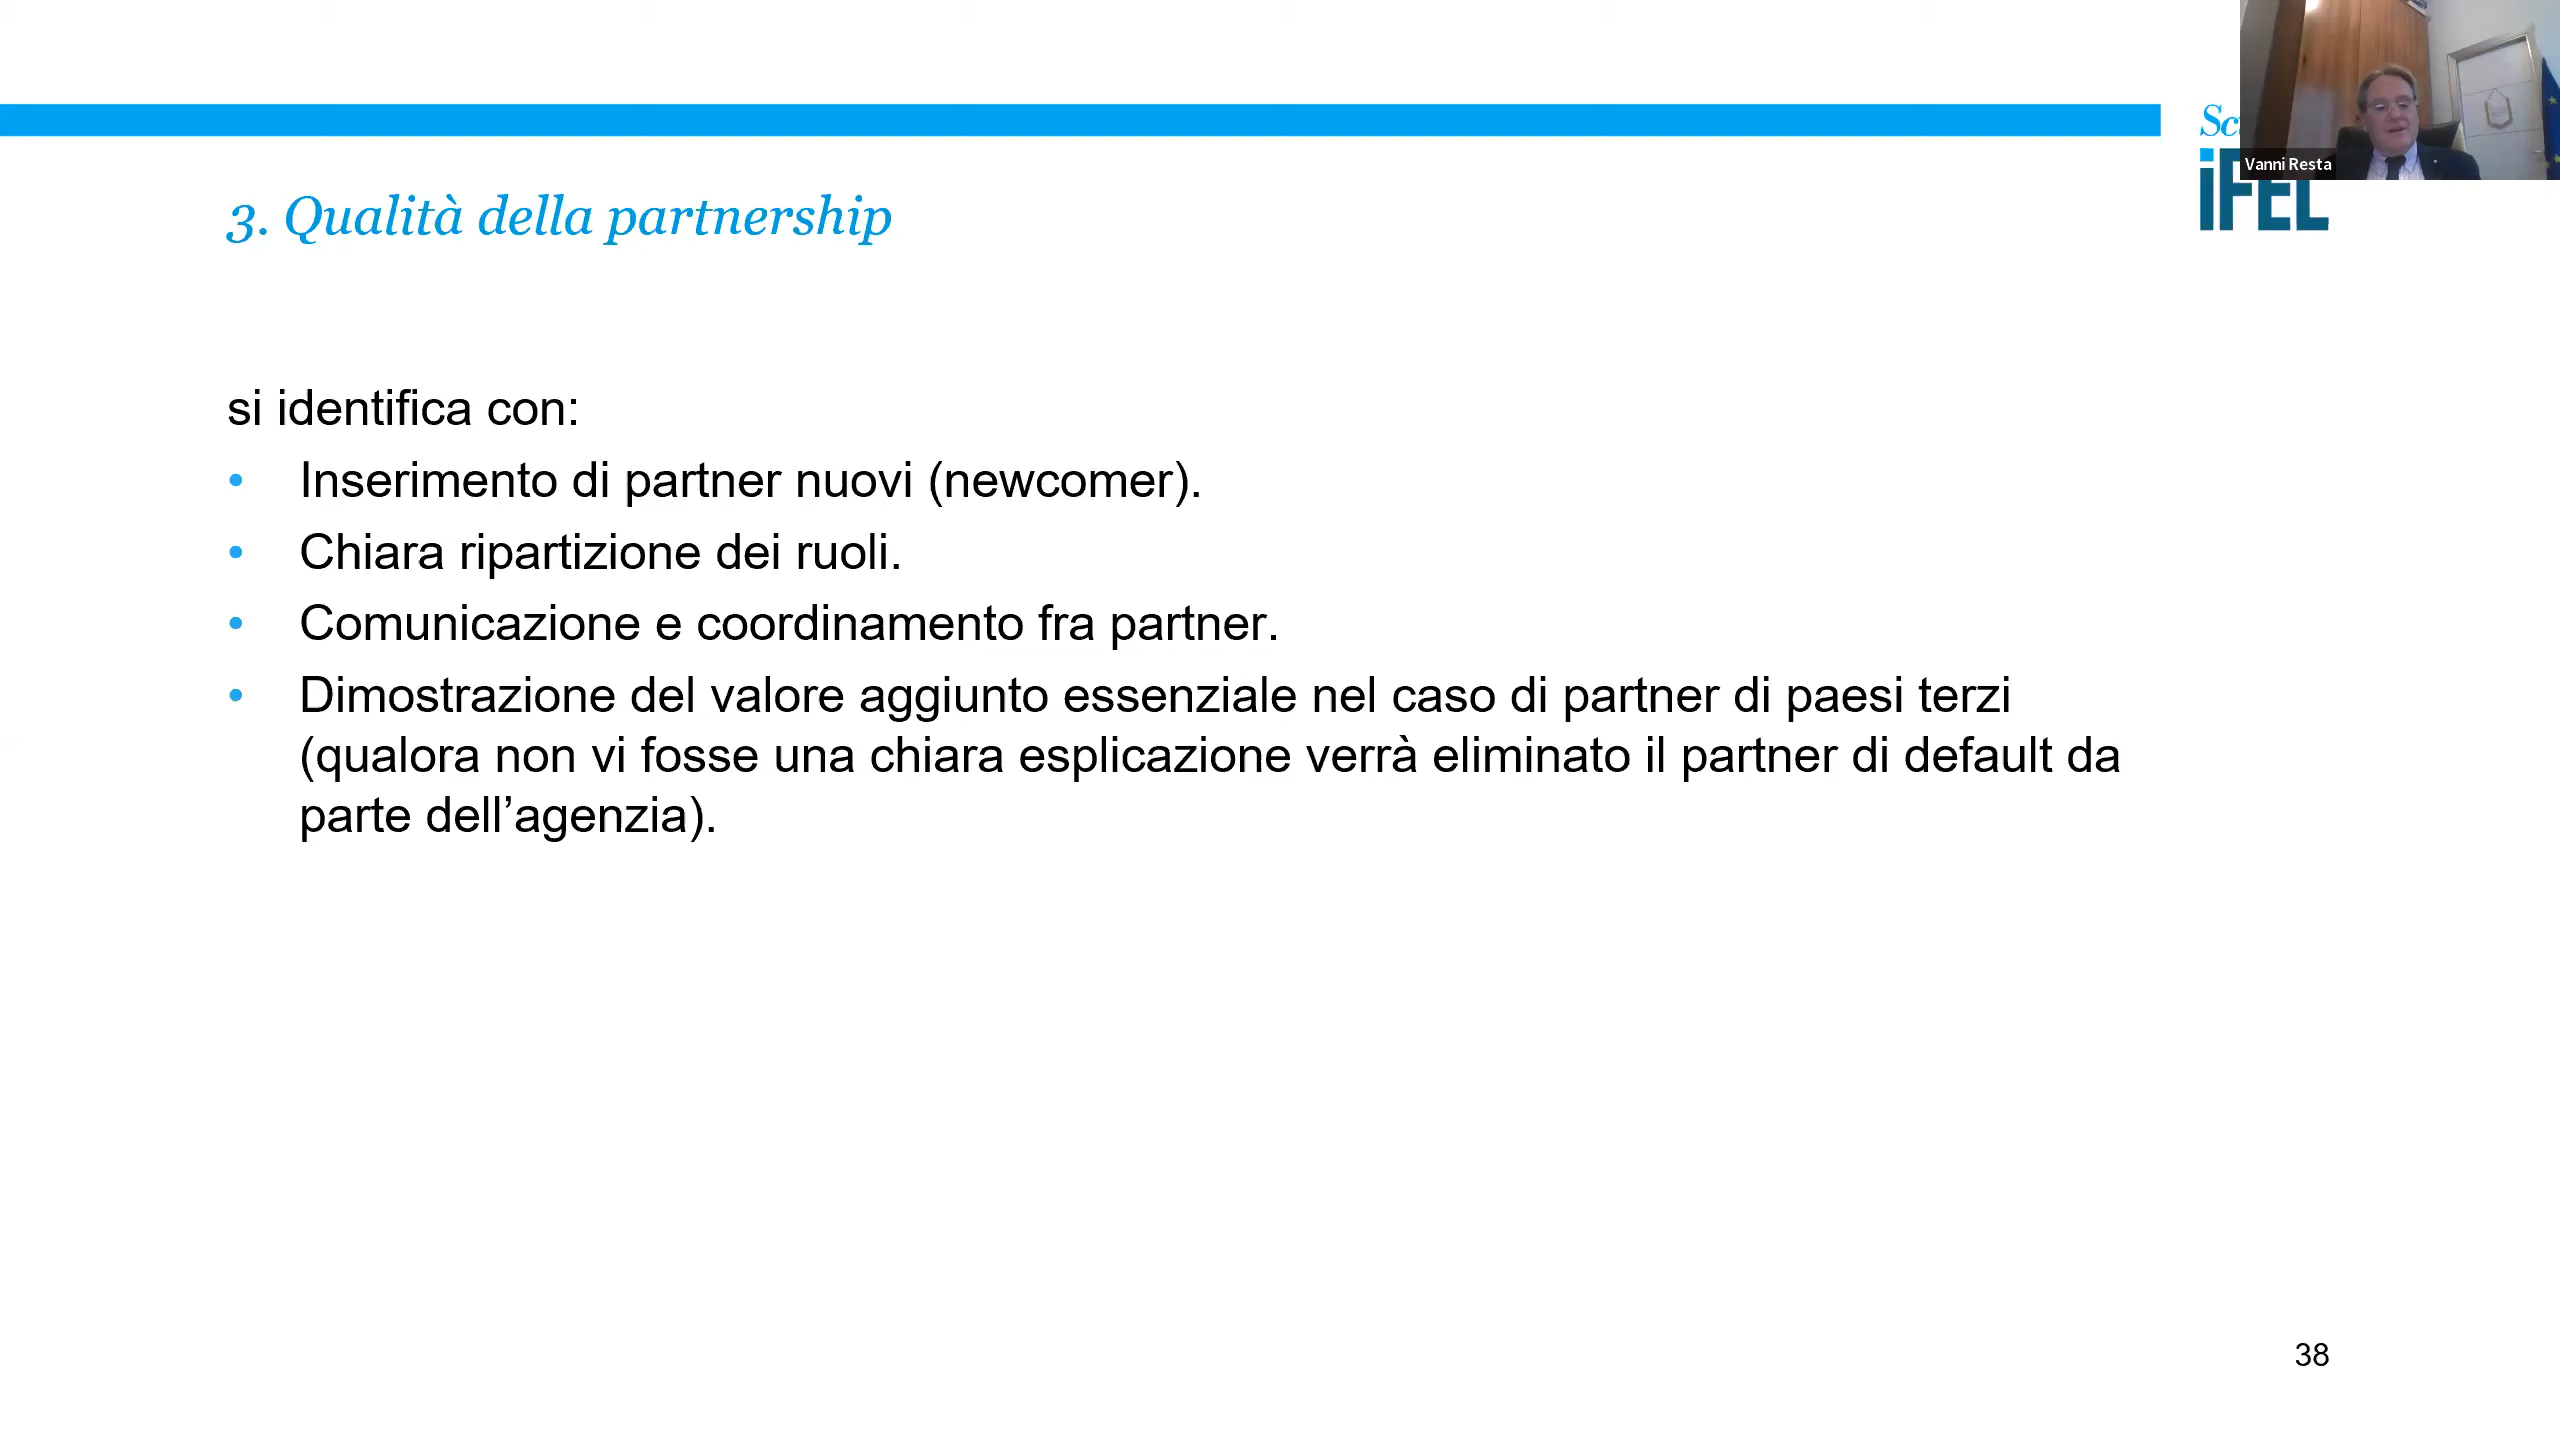 Vanni Resta
iFEL
3. Qualità della partnership
si identifica con:
• Inserimento di partner nuovi (newcomer).
• Chiara ripartizione dei ruoli.
• Comunicazione e coordinamento fra partner.
• Dimostrazione del valore aggiunto essenziale nel caso di partner di paesi terzi
(qualora non vi fosse una chiara esplicazione verrà eliminato il partner di default da
parte dell’agenzia).
38